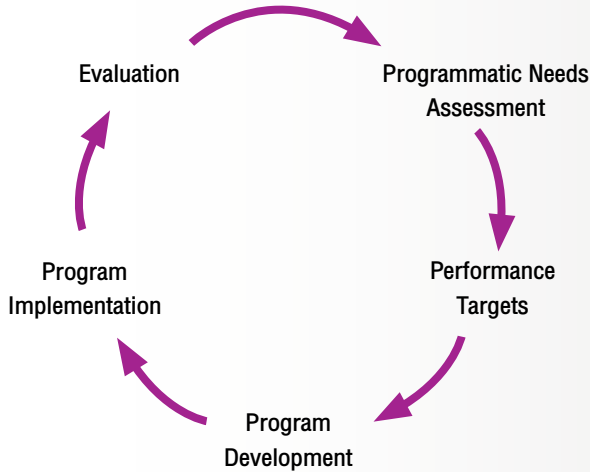 Evaluation
Programmatic Needs
Assessment
Performance
Targets
Program
Development
Program
Implementation